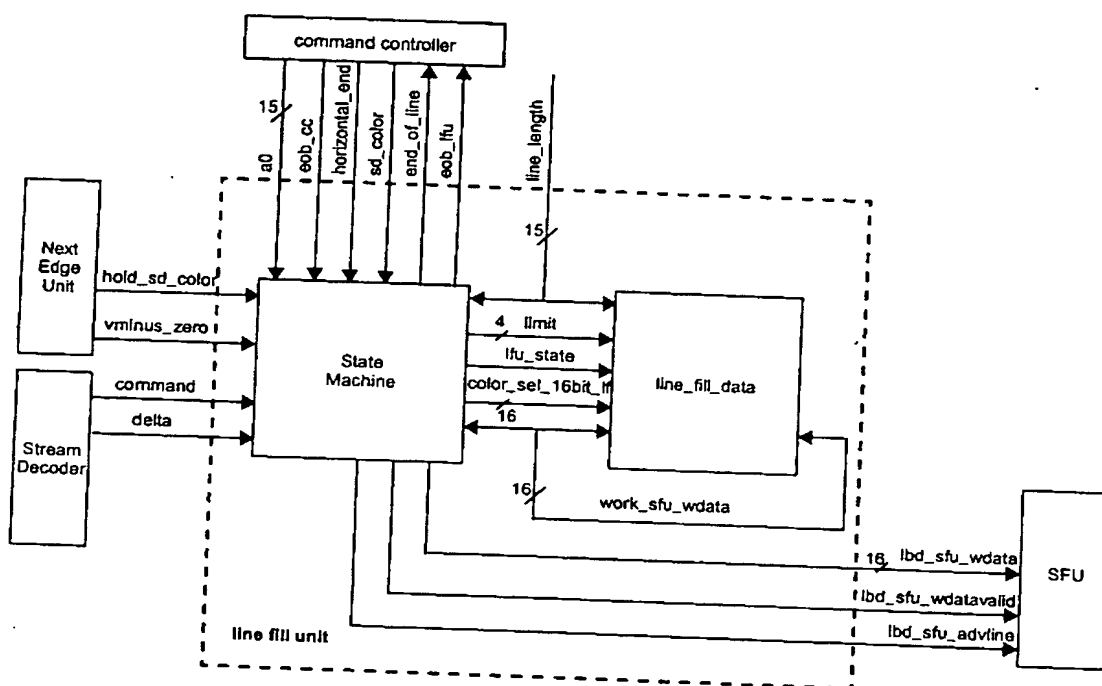 command controller
15
a0
eob_cc
horizontal_end
sd_color
end_of_line
eob_lfu
line_length
15
Next
Edge
Unit
hold_sd_color
vminus_zero
Stream
Decoder
command
delta
State
Machine
4 limit
lfu_state
color_sel_16bit_lf
16
line_fill_data
16
work_sfu_wdata
16
lbd_sfu_wdata
lbd_sfu_wdatavalid
lbd_sfu_advline
SFU
line fill unit